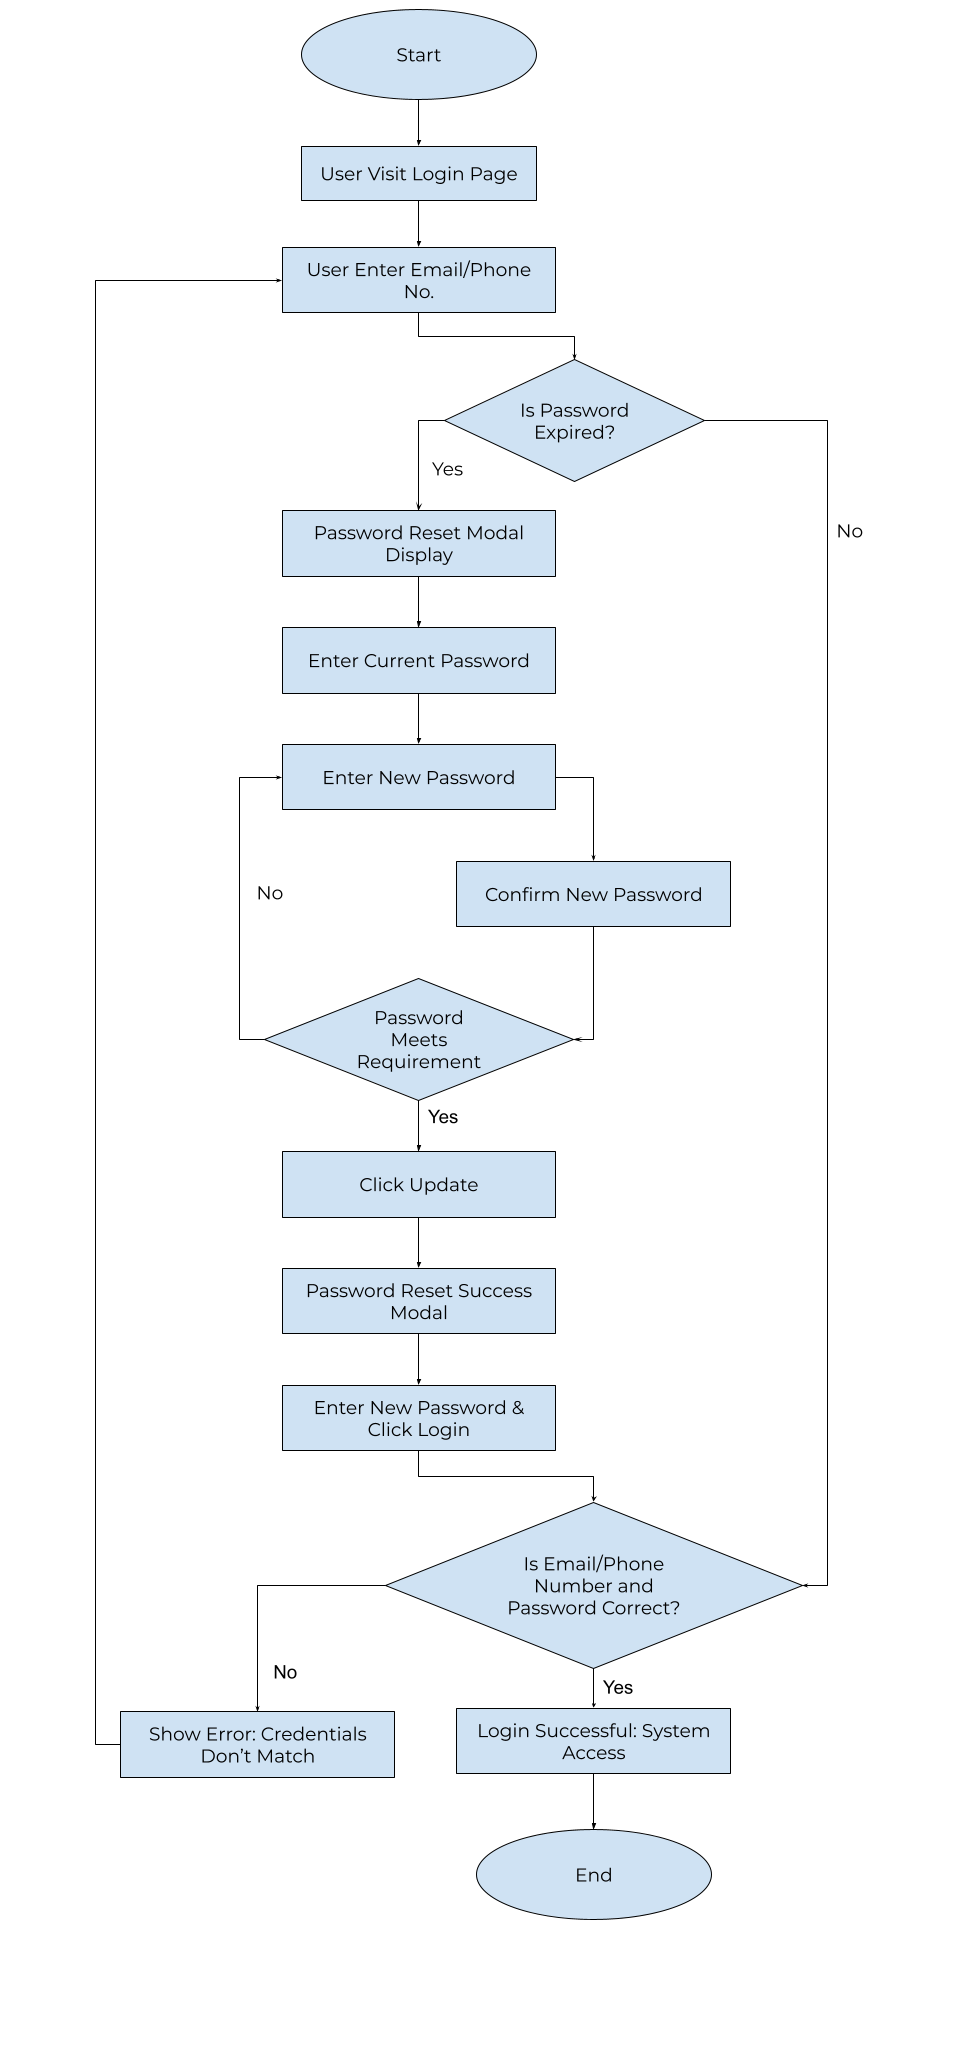 Start
User Visit Login Page
User Enter Email/Phone
No.
Is Password
Expired?
Yes
No
Password Reset Modal
Display
Enter Current Password
Enter New Password
No
Confirm New Password
Password
Meets
Requirement
Yes
Click Update
Password Reset Success
Modal
Enter New Password &
Click Login
Is Email/Phone
Number and
Password Correct?
No
Yes
Show Error: Credentials
Don’t Match
Login Successful: System
Access
End